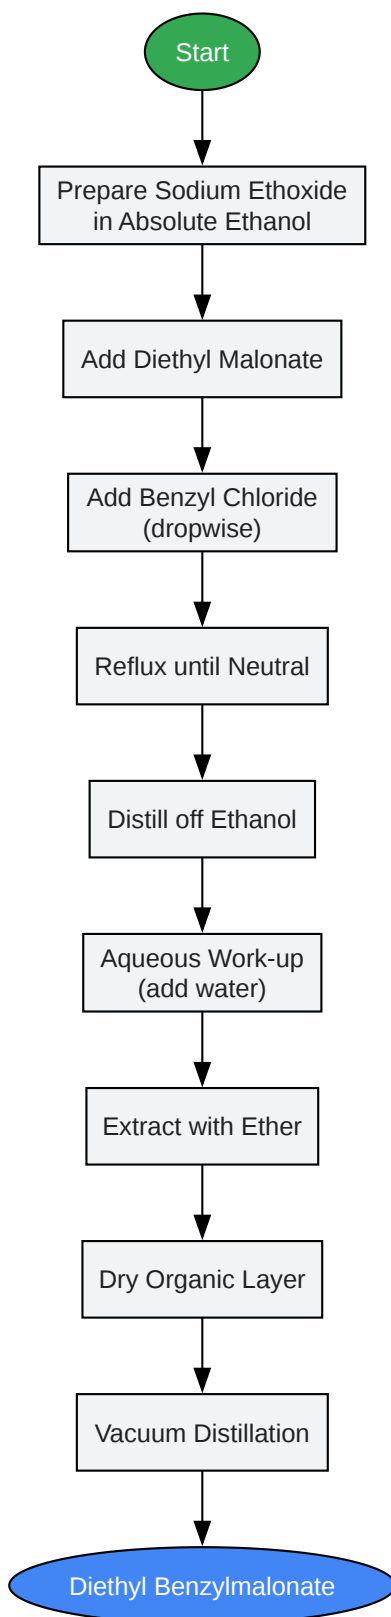 Start
Prepare Sodium Ethoxide
in Absolute Ethanol
Add Diethyl Malonate
Add Benzyl Chloride
(dropwise)
Reflux until Neutral
Distill off Ethanol
Aqueous Work-up
(add water)
Extract with Ether
Dry Organic Layer
Vacuum Distillation
Diethyl Benzylmalonate